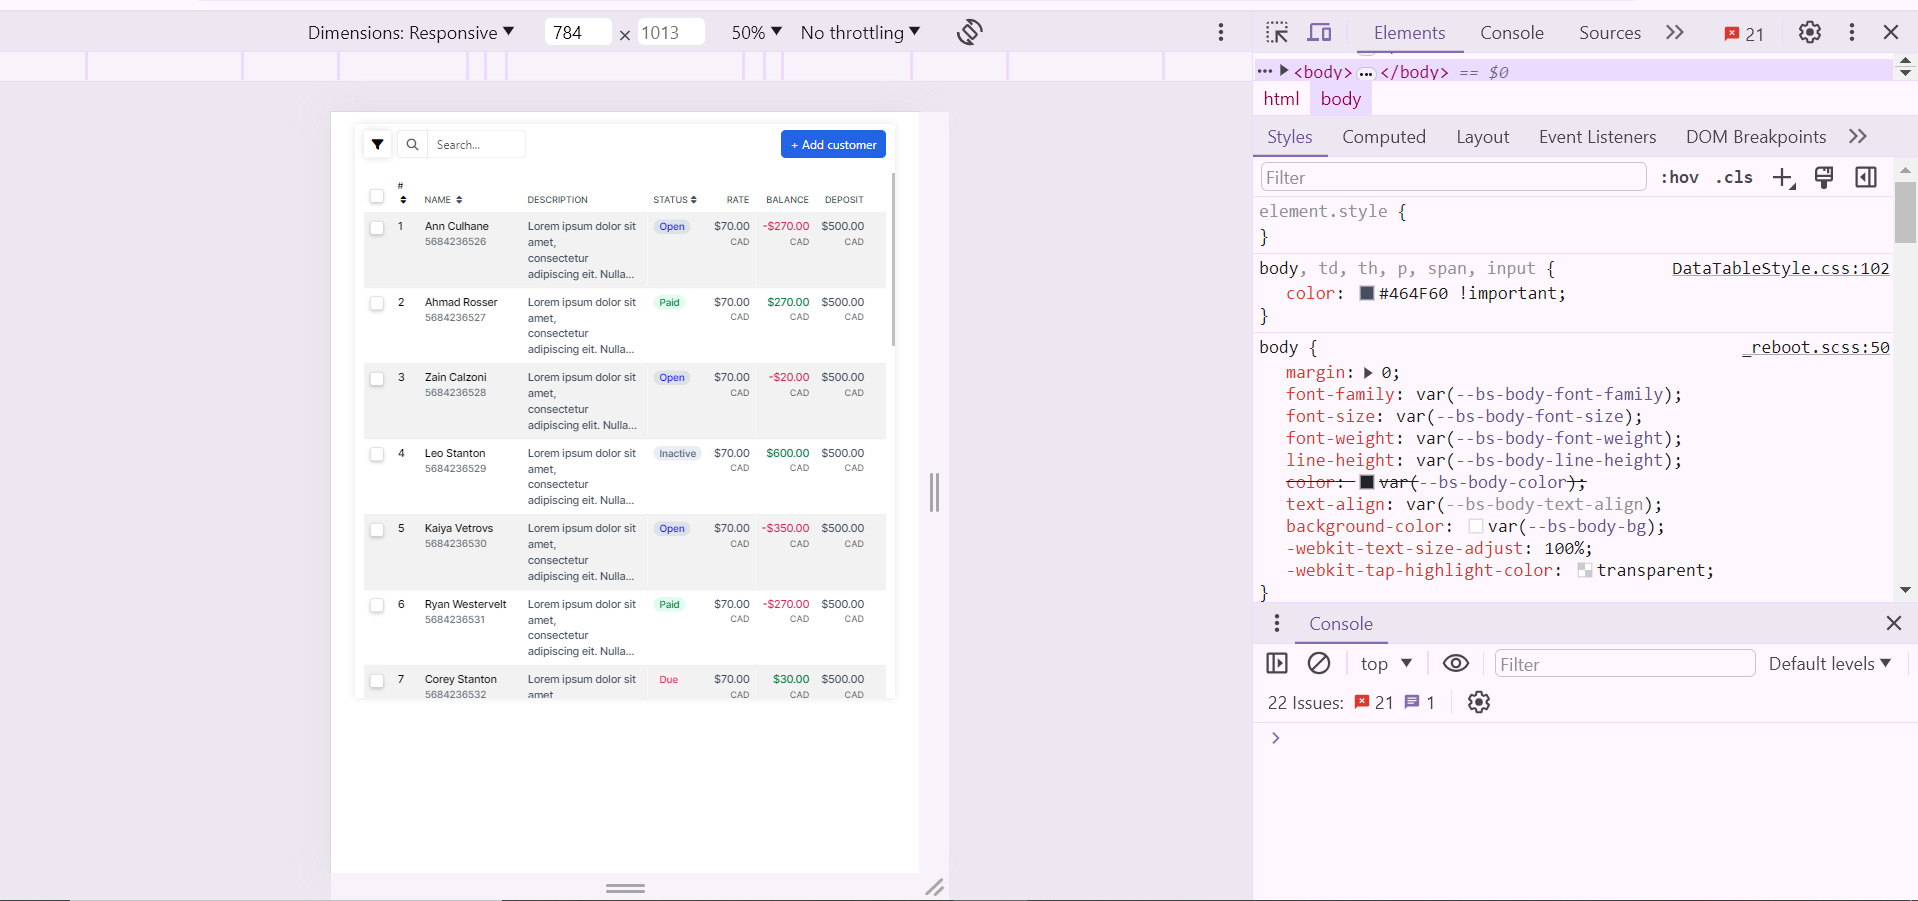 Dimensions: Responsive ▼ 784 × 1013 50% ▼ No throttling ▼
Search...
+ Add customer
# NAME DESCRIPTION STATUS RATE BALANCE DEPOSIT
1 Ann Culhane Lorem ipsum dolor sit Open $70.00 -$270.00 $500.00
5684236526 amet, CAD CAD CAD
consectetur
adipiscing eit. Nulla...
2 Ahmad Rosser Lorem ipsum dolor sit Paid $70.00 $270.00 $500.00
5684236527 amet, CAD CAD CAD
consectetur
adipiscing eit. Nulla...
3 Zain Calzoni Lorem ipsum dolor sit Open $70.00 -$20.00 $500.00
5684236528 amet, CAD CAD CAD
consectetur
adipiscing elit. Nulla...
4 Leo Stanton Lorem ipsum dolor sit Inactive $70.00 $600.00 $500.00
5684236529 amet, CAD CAD CAD
consectetur
adipiscing eit. Nulla...
5 Kaiya Vetrovs Lorem ipsum dolor sit Open $70.00 -$350.00 $500.00
5684236530 amet, CAD CAD CAD
consectetur
adipiscing eit. Nulla...
6 Ryan Westervelt Lorem ipsum dolor sit Paid $70.00 -$270.00 $500.00
5684236531 amet, CAD CAD CAD
consectetur
adipiscing eit. Nulla...
7 Corey Stanton Lorem ipsum dolor sit Due $70.00 $30.00 $500.00
5684236532 amet CAD CAD CAD
Elements Console Sources 21
<body> ... </body> == $0
html body
Styles Computed Layout Event Listeners DOM Breakpoints
Filter :hov .cls
element.style {
}
body, td, th, p, span, input { DataTableStyle.css:102
color: #464F60 !important;
}
body { _reboot.scss:50
margin: 0;
font-family: var(--bs-body-font-family);
font-size: var(--bs-body-font-size);
font-weight: var(--bs-body-font-weight);
line-height: var(--bs-body-line-height);
color: var(--bs-body-color);
text-align: var(--bs-body-text-align);
background-color: var(--bs-body-bg);
-webkit-text-size-adjust: 100%;
-webkit-tap-highlight-color: transparent;
}
Console
top ▼ Filter Default levels ▼
22 Issues: 21 1